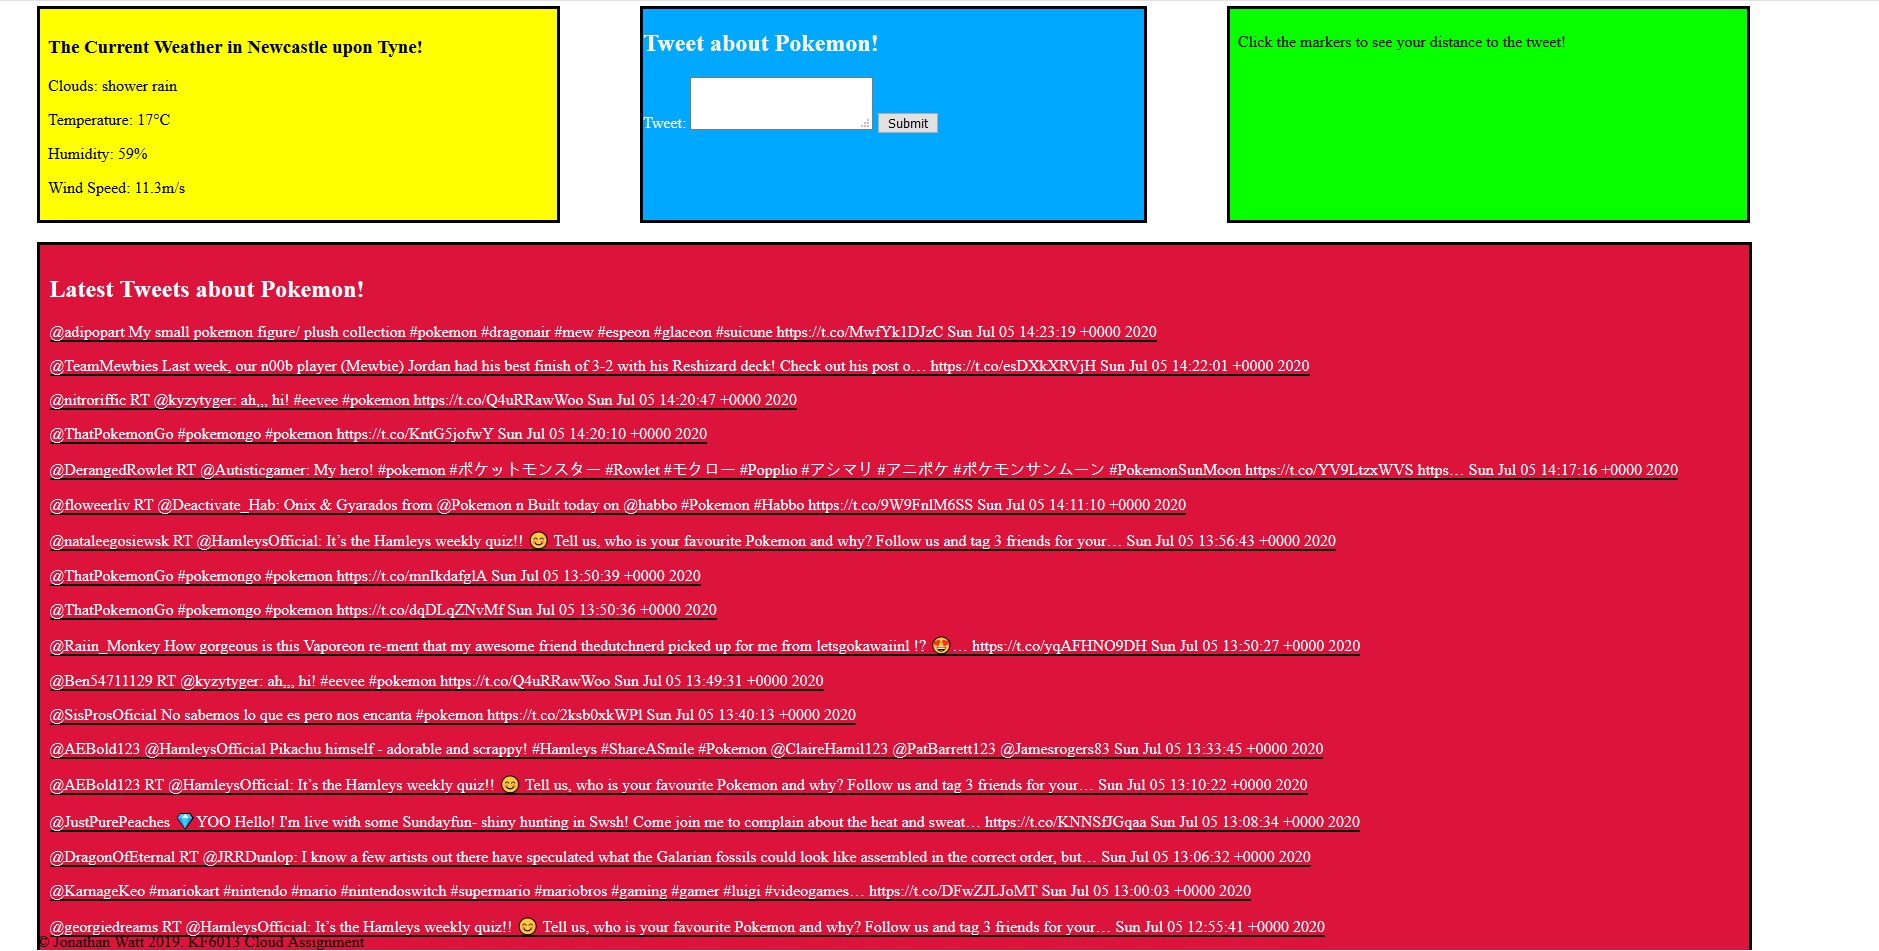 The Current Weather in Newcastle upon Tyne!
Clouds: shower rain
Temperature: 17°C
Humidity: 59%
Wind Speed: 11.3m/s
Tweet about Pokemon!
Tweet:
Submit
Click the markers to see your distance to the tweet!
Latest Tweets about Pokemon!
@adipopart My small pokemon figure/ plush collection #pokemon #dragonair #mew #espeon #glaceon #suicune https://t.co/MwfYk1DJzC Sun Jul 05 14:23:19 +0000 2020
@TeamMewbies Last week, our n00b player (Mewbie) Jordan had his best finish of 3-2 with his Reshizard deck! Check out his post o… https://t.co/esDXkXRVjH Sun Jul 05 14:22:01 +0000 2020
@nitroriffic RT @kyzytyger: ah,,, hi! #eevee #pokemon https://t.co/Q4uRRawWoo Sun Jul 05 14:20:47 +0000 2020
@ThatPokemonGo #pokemongo #pokemon https://t.co/KntG5jofwY Sun Jul 05 14:20:10 +0000 2020
@DerangedRowlet RT @Autisticgamer: My hero! #pokemon #ポケットモンスター #Rowlet #モクロー #Popplio #アシマリ #アニポケ #ポケモンサンムーン #PokemonSunMoon https://t.co/YV9LtzxWVS https… Sun Jul 05 14:17:16 +0000 2020
@floweerliv RT @Deactivate_Hab: Onix & Gyarados from @Pokemon n Built today on @habbo #Pokemon #Habbo https://t.co/9W9FnlM6SS Sun Jul 05 14:11:10 +0000 2020
@nataleegosiewsk RT @HamleysOfficial: It’s the Hamleys weekly quiz!! 😊 Tell us, who is your favourite Pokemon and why? Follow us and tag 3 friends for your… Sun Jul 05 13:56:43 +0000 2020
@ThatPokemonGo #pokemongo #pokemon https://t.co/mnIkdafglA Sun Jul 05 13:50:39 +0000 2020
@ThatPokemonGo #pokemongo #pokemon https://t.co/dqDLqZNvMf Sun Jul 05 13:50:36 +0000 2020
@Raiin_Monkey How gorgeous is this Vaporeon re-ment that my awesome friend thedutchnerd picked up for me from letsgokawaiinl !? 😍… https://t.co/yqAFHNO9DH Sun Jul 05 13:50:27 +0000 2020
@Ben54711129 RT @kyzytyger: ah,,, hi! #eevee #pokemon https://t.co/Q4uRRawWoo Sun Jul 05 13:49:31 +0000 2020
@SisProsOficial No sabemos lo que es pero nos encanta #pokemon https://t.co/2ksb0xkWPl Sun Jul 05 13:40:13 +0000 2020
@AEBold123 @HamleysOfficial Pikachu himself - adorable and scrappy! #Hamleys #ShareASmile #Pokemon @ClaireHamil123 @PatBarrett123 @Jamesrogers83 Sun Jul 05 13:33:45 +0000 2020
@AEBold123 RT @HamleysOfficial: It’s the Hamleys weekly quiz!! 😊 Tell us, who is your favourite Pokemon and why? Follow us and tag 3 friends for your… Sun Jul 05 13:10:22 +0000 2020
@JustPurePeaches 💎YOO Hello! I'm live with some Sundayfun- shiny hunting in Swsh! Come join me to complain about the heat and sweat… https://t.co/KNNSfJGqaa Sun Jul 05 13:08:34 +0000 2020
@DragonOfEternal RT @JRRDunlop: I know a few artists out there have speculated what the Galarian fossils could look like assembled in the correct order, but… Sun Jul 05 13:06:32 +0000 2020
@KarnageKeo #mariokart #nintendo #mario #nintendoswitch #supermario #mariobros #gaming #gamer #luigi #videogames… https://t.co/DFwZJLJoMT Sun Jul 05 13:00:03 +0000 2020
@georgiedreams RT @HamleysOfficial: It’s the Hamleys weekly quiz!! 😊 Tell us, who is your favourite Pokemon and why? Follow us and tag 3 friends for your… Sun Jul 05 12:55:41 +0000 2020
© Jonathan Watt 2019. KF6013 Cloud Assignment